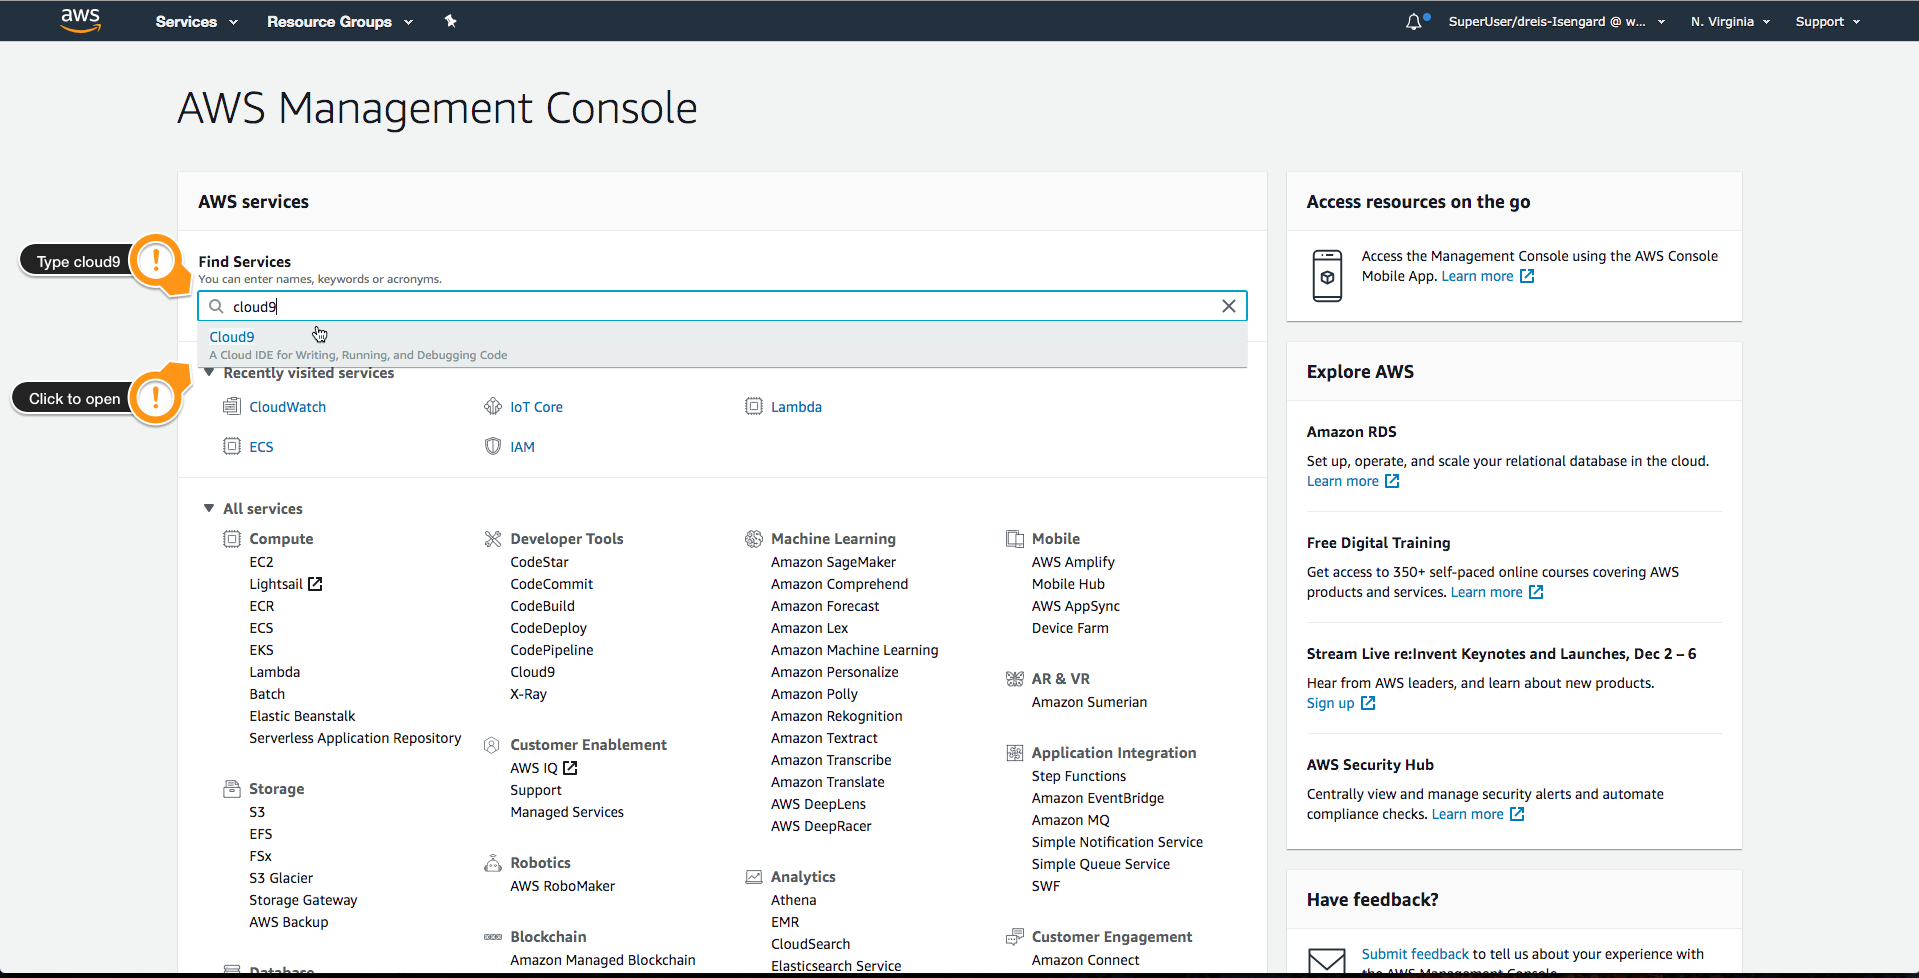 aws
Services
Resource Groups
SuperUser/dreis-Isengard @ w...
N. Virginia
Support
AWS Management Console
AWS services
Type cloud9
!
Find Services
You can enter names, keywords or acronyms.
cloud9
Cloud9
A Cloud IDE for Writing, Running, and Debugging Code
Click to open
!
Recently visited services
CloudWatch
IoT Core
Lambda
ECS
IAM
All services
Compute
EC2
Lightsail
ECR
ECS
EKS
Lambda
Batch
Elastic Beanstalk
Serverless Application Repository
Storage
S3
EFS
FSx
S3 Glacier
Storage Gateway
AWS Backup
Database
Developer Tools
CodeStar
CodeCommit
CodeBuild
CodeDeploy
CodePipeline
Cloud9
X-Ray
Customer Enablement
AWS IQ
Support
Managed Services
Robotics
AWS RoboMaker
Blockchain
Amazon Managed Blockchain
Machine Learning
Amazon SageMaker
Amazon Comprehend
Amazon Forecast
Amazon Lex
Amazon Machine Learning
Amazon Personalize
Amazon Polly
Amazon Rekognition
Amazon Textract
Amazon Transcribe
Amazon Translate
AWS DeepLens
AWS DeepRacer
Analytics
Athena
EMR
CloudSearch
Elasticsearch Service
Mobile
AWS Amplify
Mobile Hub
AWS AppSync
Device Farm
AR & VR
Amazon Sumerian
Application Integration
Step Functions
Amazon EventBridge
Amazon MQ
Simple Notification Service
Simple Queue Service
SWF
Customer Engagement
Amazon Connect
Access resources on the go
Access the Management Console using the AWS Console
Mobile App. Learn more
Explore AWS
Amazon RDS
Set up, operate, and scale your relational database in the cloud.
Learn more
Free Digital Training
Get access to 350+ self-paced online courses covering AWS
products and services. Learn more
Stream Live re:Invent Keynotes and Launches, Dec 2 – 6
Hear from AWS leaders, and learn about new products.
Sign up
AWS Security Hub
Centrally view and manage security alerts and automate
compliance checks. Learn more
Have feedback?
Submit feedback to tell us about your experience with
the AWS Management Console.